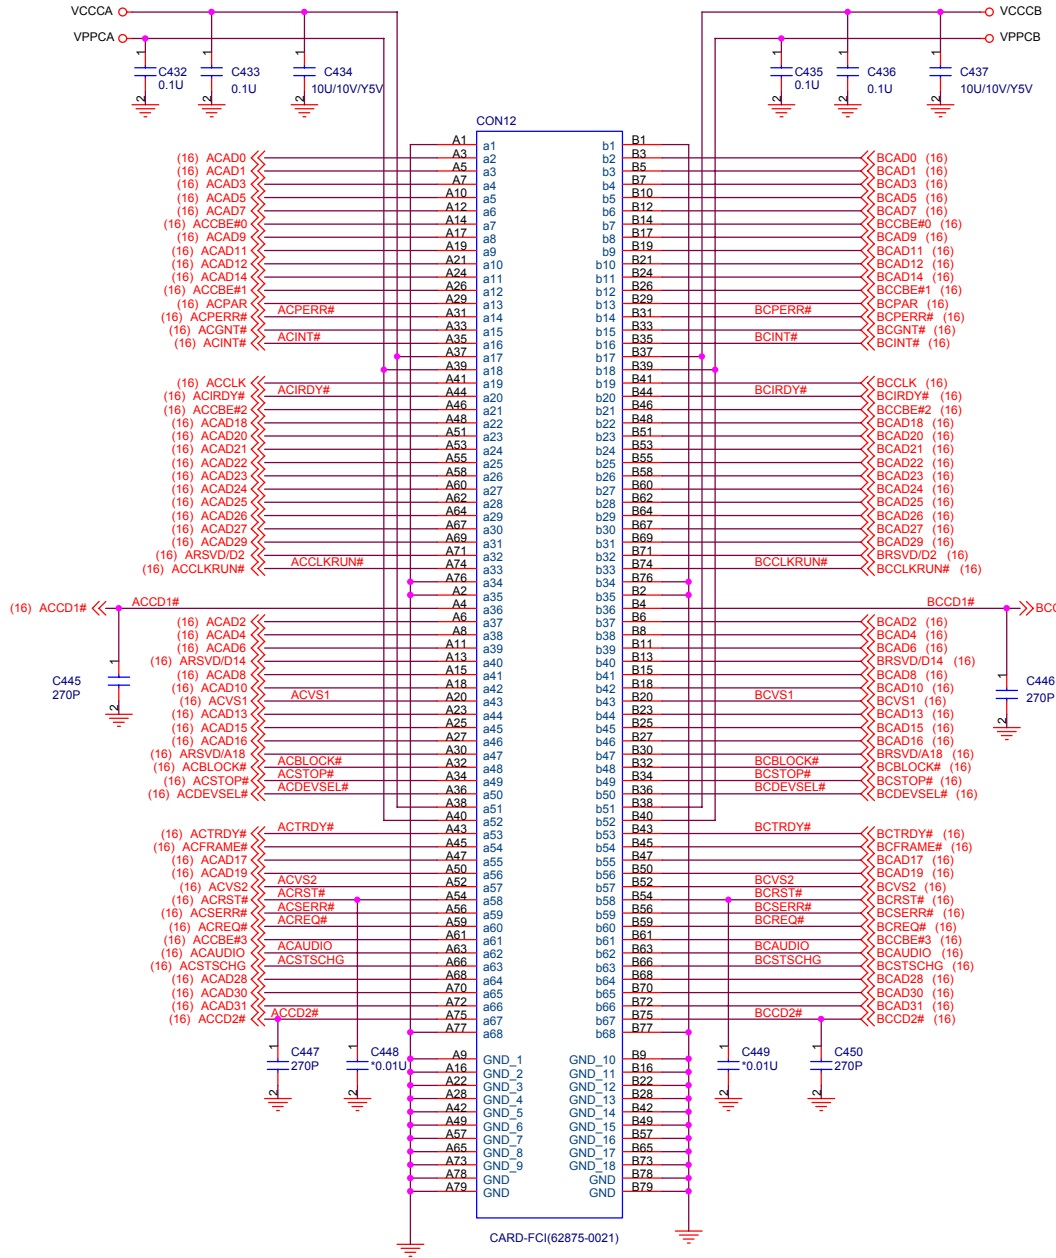 VCCCA VCCCB
VPPCA VPPCB
1 1 1 1 1 1
C432 C433 C434 C435 C436 C437
0.1U 0.1U 10U/10V/Y5V 0.1U 0.1U 10U/10V/Y5V
2 2 2 2 2 2
CON12
A1 a1 b1 B1
(16) ACAD0 A3 a2 b2 B3 BCAD0 (16)
(16) ACAD1 A5 a3 b3 B5 BCAD1 (16)
(16) ACAD3 A7 a4 b4 B7 BCAD3 (16)
(16) ACAD5 A10 a5 b5 B10 BCAD5 (16)
(16) ACAD7 A12 a6 b6 B12 BCAD7 (16)
(16) ACCBE#0 A14 a7 b7 B14 BCCBE#0 (16)
(16) ACAD9 A17 a8 b8 B17 BCAD9 (16)
(16) ACAD11 A19 a9 b9 B19 BCAD11 (16)
(16) ACAD12 A21 a10 b10 B21 BCAD12 (16)
(16) ACAD14 A24 a11 b11 B24 BCAD14 (16)
(16) ACCBE#1 A26 a12 b12 B26 BCCBE#1 (16)
(16) ACPAR A29 a13 b13 B29 BCPAR (16)
(16) ACPERR# ACPERR# A31 a14 b14 B31 BCPERR# BCPERR# (16)
(16) ACGNT# A33 a15 b15 B33 BCGNT# (16)
(16) ACINT# ACINT# A35 a16 b16 B35 BCINT# BCINT# (16)
A37 a17 b17 B37
A39 a18 b18 B39
(16) ACCLK A41 a19 b19 B41 BCCLK (16)
(16) ACIRDY# ACIRDY# A44 a20 b20 B44 BCIRDY# BCIRDY# (16)
(16) ACCBE#2 A46 a21 b21 B46 BCCBE#2 (16)
(16) ACAD18 A48 a22 b22 B48 BCAD18 (16)
(16) ACAD20 A51 a23 b23 B51 BCAD20 (16)
(16) ACAD21 A53 a24 b24 B53 BCAD21 (16)
(16) ACAD22 A55 a25 b25 B55 BCAD22 (16)
(16) ACAD23 A58 a26 b26 B58 BCAD23 (16)
(16) ACAD24 A60 a27 b27 B60 BCAD24 (16)
(16) ACAD25 A62 a28 b28 B62 BCAD25 (16)
(16) ACAD26 A64 a29 b29 B64 BCAD26 (16)
(16) ACAD27 A67 a30 b30 B67 BCAD27 (16)
(16) ACAD29 A69 a31 b31 B69 BCAD29 (16)
(16) ARSVD/D2 A71 a32 b32 B71 BRSVD/D2 (16)
(16) ACCLKRUN# ACCLKRUN# A74 a33 b33 B74 BCCLKRUN# BCCLKRUN# (16)
A76 a34 b34 B76
A2 a35 b35 B2
(16) ACCD1# ACCD1# A4 a36 b36 B4 BCCD1#
(16) ACAD2 A6 a37 b37 B6 BCAD2 (16)
(16) ACAD4 A8 a38 b38 B8 BCAD4 (16)
(16) ACAD6 A11 a39 b39 B11 BCAD6 (16)
1 (16) ARSVD/D14 A13 a40 b40 B13 BRSVD/D14 (16)
C445 (16) ACAD8 A15 a41 b41 B15 BCAD8 (16) 1 C446
270P (16) ACAD10 A18 a42 b42 B18 BCAD10 (16) 270P
2 (16) ACVS1 ACVS1 A20 a43 b43 B20 BCVS1 BCVS1 (16)
(16) ACAD13 A23 a44 b44 B23 BCAD13 (16) 2
(16) ACAD15 A25 a45 b45 B25 BCAD15 (16)
(16) ACAD16 A27 a46 b46 B27 BCAD16 (16)
(16) ARSVD/A18 A30 a47 b47 B30 BRSVD/A18 (16)
(16) ACBLOCK# ACBLOCK# A32 a48 b48 B32 BCBLOCK# BCBLOCK# (16)
(16) ACSTOP# ACSTOP# A34 a49 b49 B34 BCSTOP# BCSTOP# (16)
(16) ACDEVSEL# ACDEVSEL# A36 a50 b50 B36 BCDEVSEL# BCDEVSEL# (16)
A38 a51 b51 B38
A40 a52 b52 B40
(16) ACTRDY# ACTRDY# A43 a53 b53 B43 BCTRDY# BCTRDY# (16)
(16) ACFRAME# A45 a54 b54 B45 BCFRAME# (16)
(16) ACAD17 A47 a55 b55 B47 BCAD17 (16)
(16) ACAD19 A50 a56 b56 B50 BCAD19 (16)
(16) ACVS2 ACVS2 A52 a57 b57 B52 BCVS2 BCVS2 (16)
(16) ACRST# ACRST# A54 a58 b58 B54 BCRST# BCRST# (16)
(16) ACSERR# ACSERR# A56 a59 b59 B56 BCSERR# BCSERR# (16)
(16) ACREQ# ACREQ# A59 a60 b60 B59 BCREQ# BCREQ# (16)
(16) ACCBE#3 A61 a61 b61 B61 BCCBE#3 (16)
(16) ACAUDIO ACAUDIO A63 a62 b62 B63 BCAUDIO BCAUDIO (16)
(16) ACSTSCHG ACSTSCHG A66 a63 b63 B66 BCSTSCHG BCSTSCHG (16)
(16) ACAD28 A68 a64 b64 B68 BCAD28 (16)
(16) ACAD30 A70 a65 b65 B70 BCAD30 (16)
(16) ACAD31 A72 a66 b66 B72 BCAD31 (16)
(16) ACCD2# ACCD2# A75 a67 b67 B75 BCCD2# BCCD2# (16)
A77 a68 b68 B77
1 C447 1 C448 A9 GND_1 GND_10 B9 1 C449 1 C450
270P *0.01U A16 GND_2 GND_11 B16 *0.01U 270P
2 2 A22 GND_3 GND_12 B22 2 2
A28 GND_4 GND_13 B28
A42 GND_5 GND_14 B42
A49 GND_6 GND_15 B49
A57 GND_7 GND_16 B57
A65 GND_8 GND_17 B65
A73 GND_9 GND_18 B73
A78 GND GND B78
A79 GND GND B79
CARD-FCI(62875-0021)